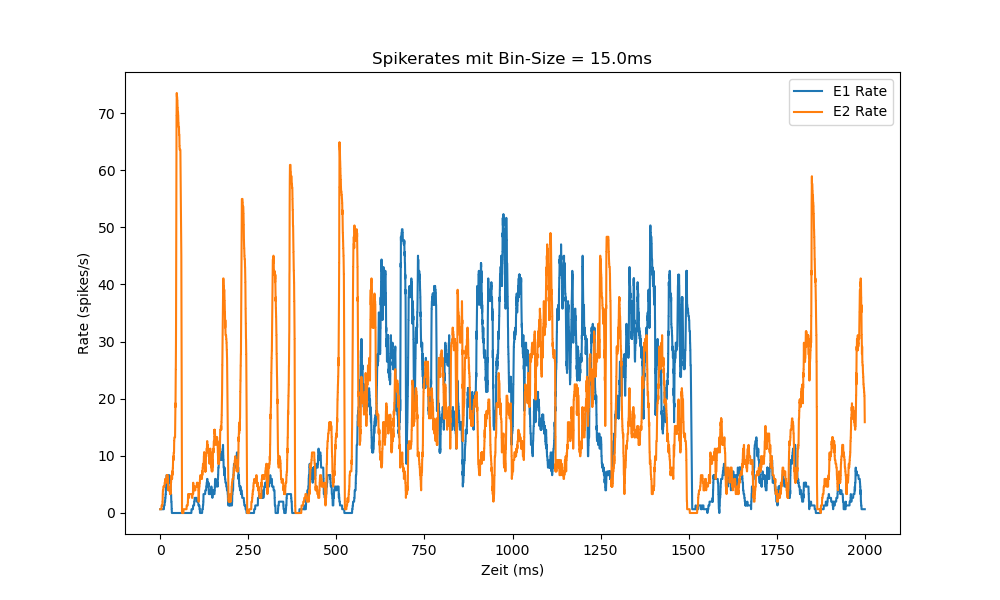 Spikerates mit Bin-Size = 15.0ms
E1 Rate
E2 Rate
Rate (spikes/s)
70
60
50
40
30
20
10
0
0 250 500 750 1000 1250 1500 1750 2000
Zeit (ms)